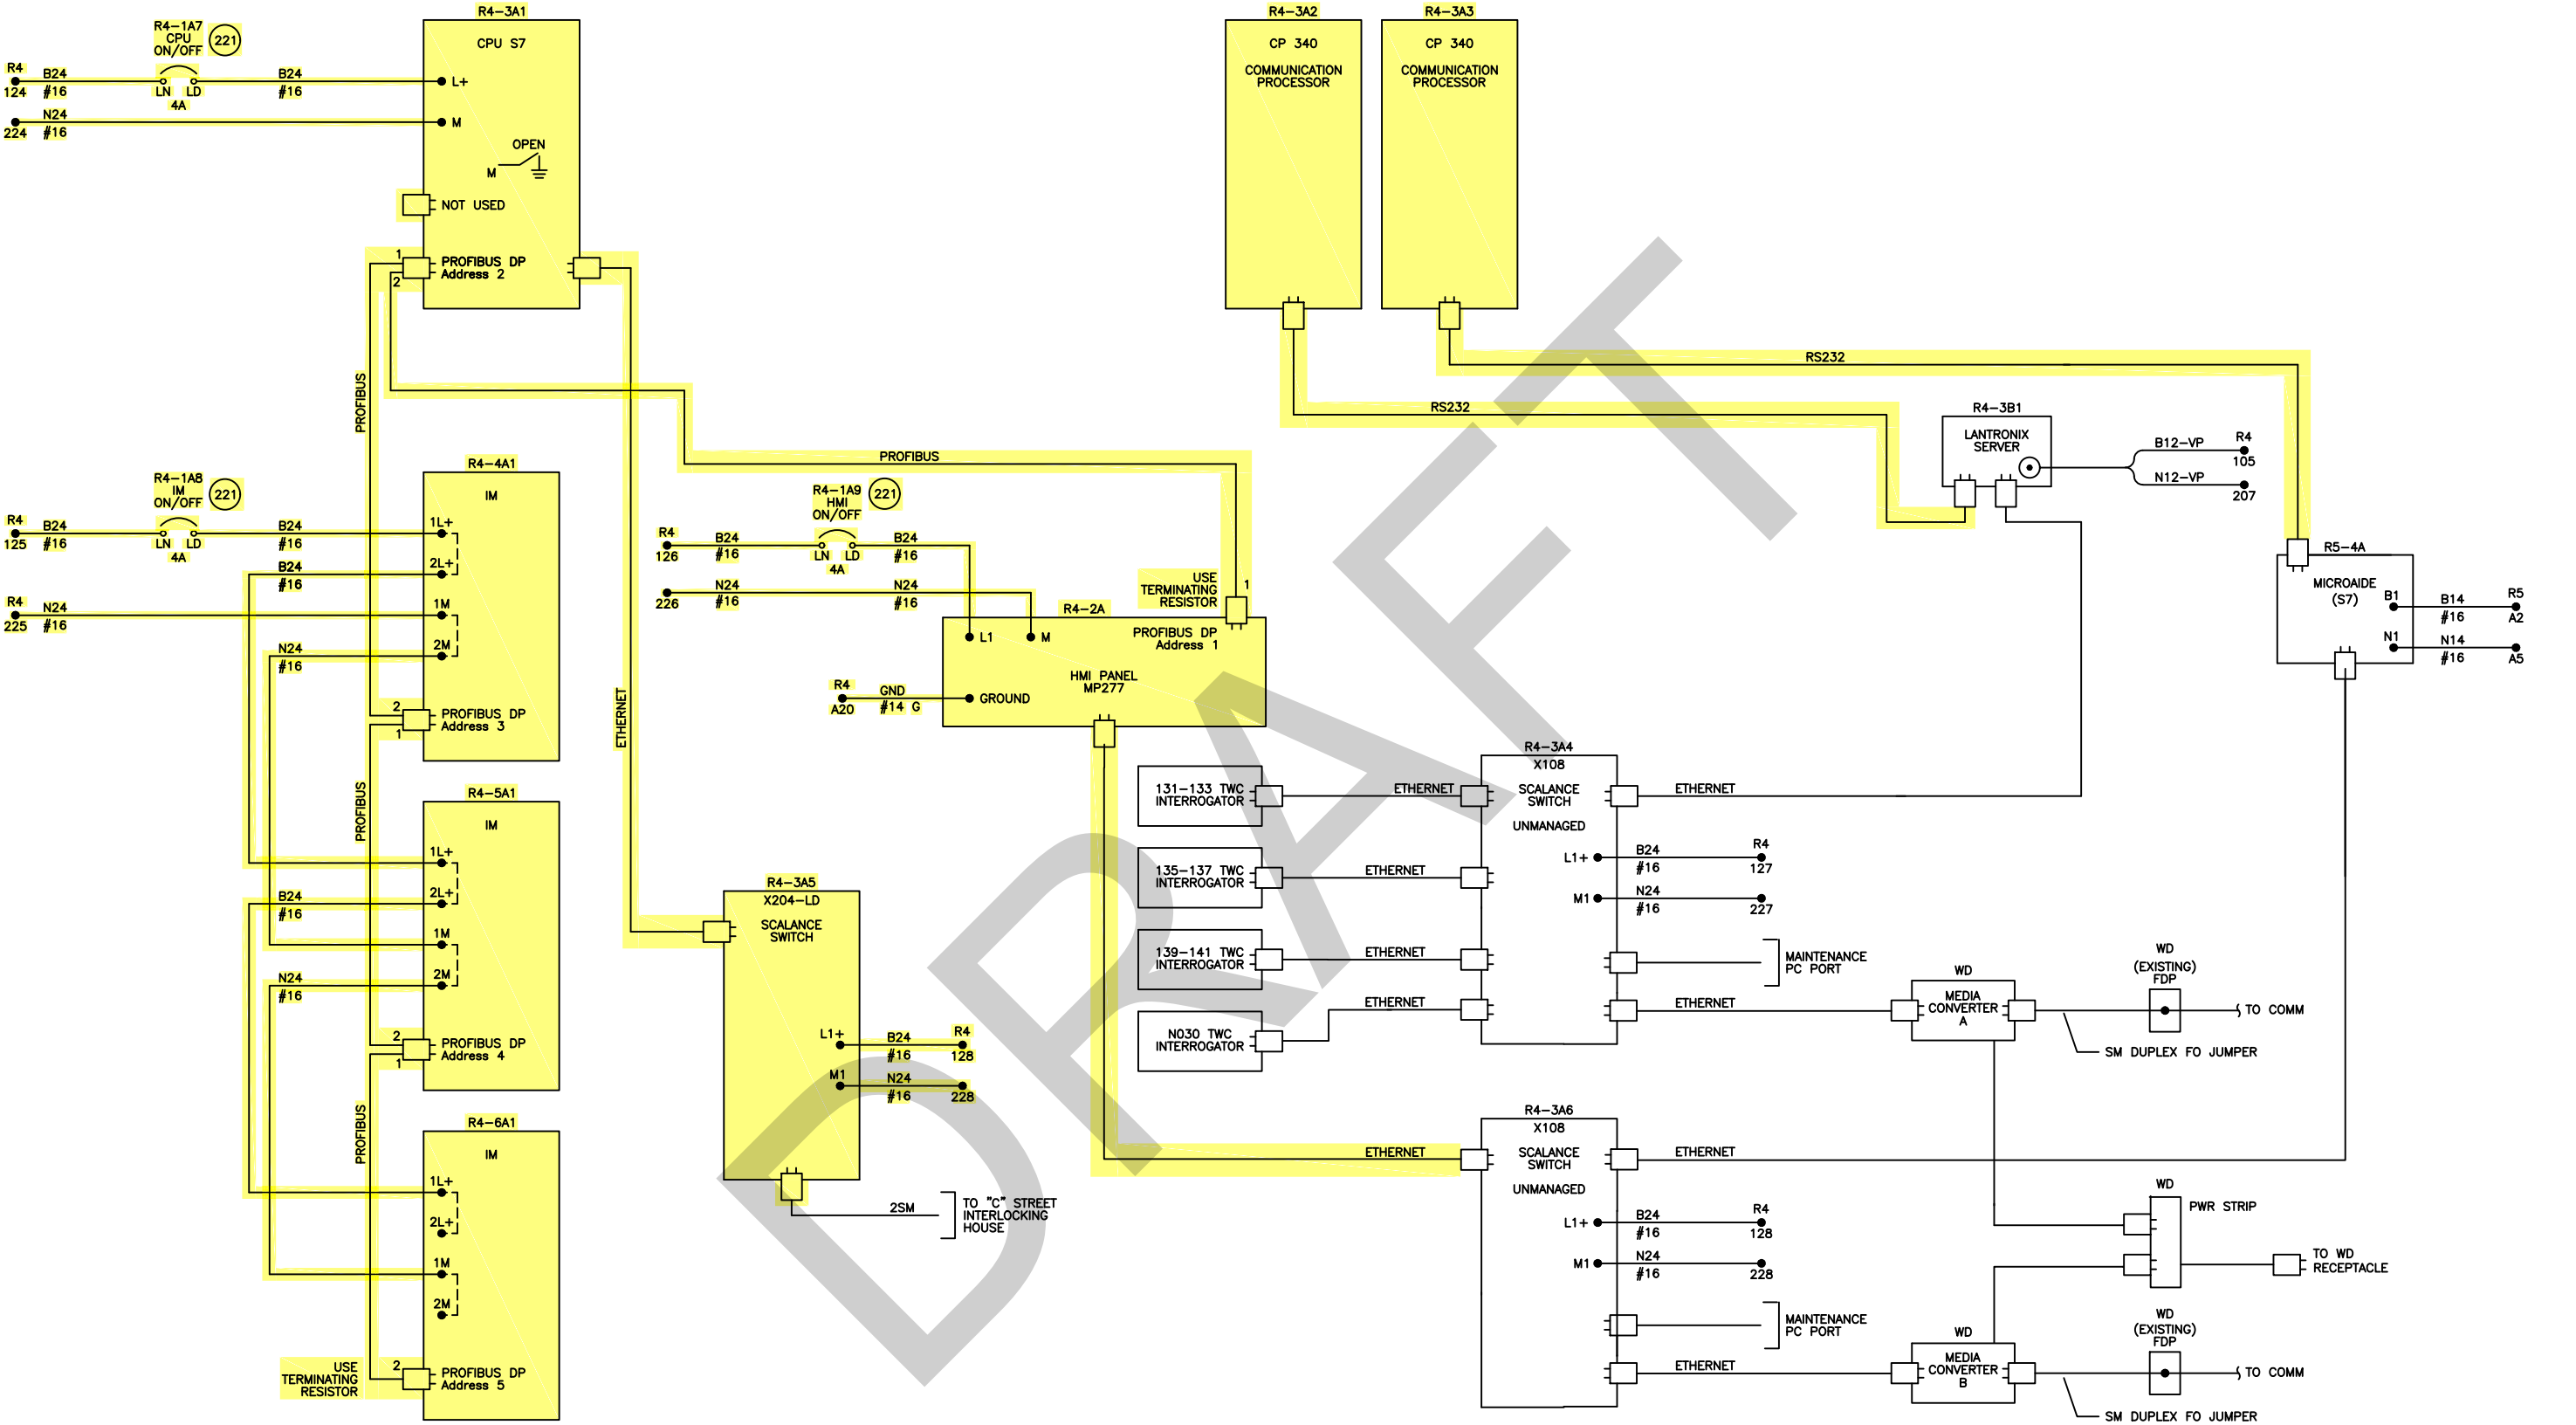 R4-3A1
CPU S7
R4-1A7
CPU
ON/OFF
221
R4
124
B24
#16
LN LD
4A
B24
#16
L+
224
N24
#16
M
OPEN
M
NOT USED
1
2
PROFIBUS DP
Address 2
PROFIBUS
R4-4A1
IM
R4-1A8
IM
ON/OFF
221
R4
125
B24
#16
LN LD
4A
B24
#16
1L+
B24
#16
2L+
R4
225
N24
#16
1M
N24
#16
2M
2
1
PROFIBUS DP
Address 3
PROFIBUS
R4-5A1
IM
1L+
B24
#16
2L+
1M
N24
#16
2M
2
1
PROFIBUS DP
Address 4
PROFIBUS
R4-6A1
IM
1L+
2L+
1M
2M
USE
TERMINATING
RESISTOR
2
PROFIBUS DP
Address 5
ETHERNET
PROFIBUS
R4-1A9
HMI
ON/OFF
221
R4
126
B24
#16
LN LD
4A
B24
#16
226
N24
#16
N24
#16
USE
TERMINATING
RESISTOR
1
R4-2A
L1
M
PROFIBUS DP
Address 1
HMI PANEL
MP277
R4
A20
GND
#14 G
GROUND
R4-3A5
X204-LD
SCALANCE
SWITCH
L1+
B24
#16
R4
128
M1
N24
#16
228
2SM
TO "C" STREET
INTERLOCKING
HOUSE
R4-3A2
CP 340
COMMUNICATION
PROCESSOR
R4-3A3
CP 340
COMMUNICATION
PROCESSOR
RS232
RS232
R4-3B1
LANTRONIX
SERVER
B12-VP
R4
105
N12-VP
207
R5-4A
MICROAIDE
(S7)
B1
B14
#16
R5
A2
N1
N14
#16
A5
131-133 TWC
INTERROGATOR
ETHERNET
135-137 TWC
INTERROGATOR
ETHERNET
139-141 TWC
INTERROGATOR
ETHERNET
N030 TWC
INTERROGATOR
ETHERNET
R4-3A4
X108
SCALANCE
SWITCH
UNMANAGED
ETHERNET
L1+
B24
#16
R4
127
M1
N24
#16
227
MAINTENANCE
PC PORT
ETHERNET
WD
MEDIA
CONVERTER
A
WD
(EXISTING)
FDP
TO COMM
SM DUPLEX FO JUMPER
R4-3A6
X108
SCALANCE
SWITCH
UNMANAGED
ETHERNET
ETHERNET
L1+
B24
#16
R4
128
M1
N24
#16
228
MAINTENANCE
PC PORT
ETHERNET
WD
PWR STRIP
TO WD
RECEPTACLE
WD
MEDIA
CONVERTER
B
WD
(EXISTING)
FDP
TO COMM
SM DUPLEX FO JUMPER
DRAFT